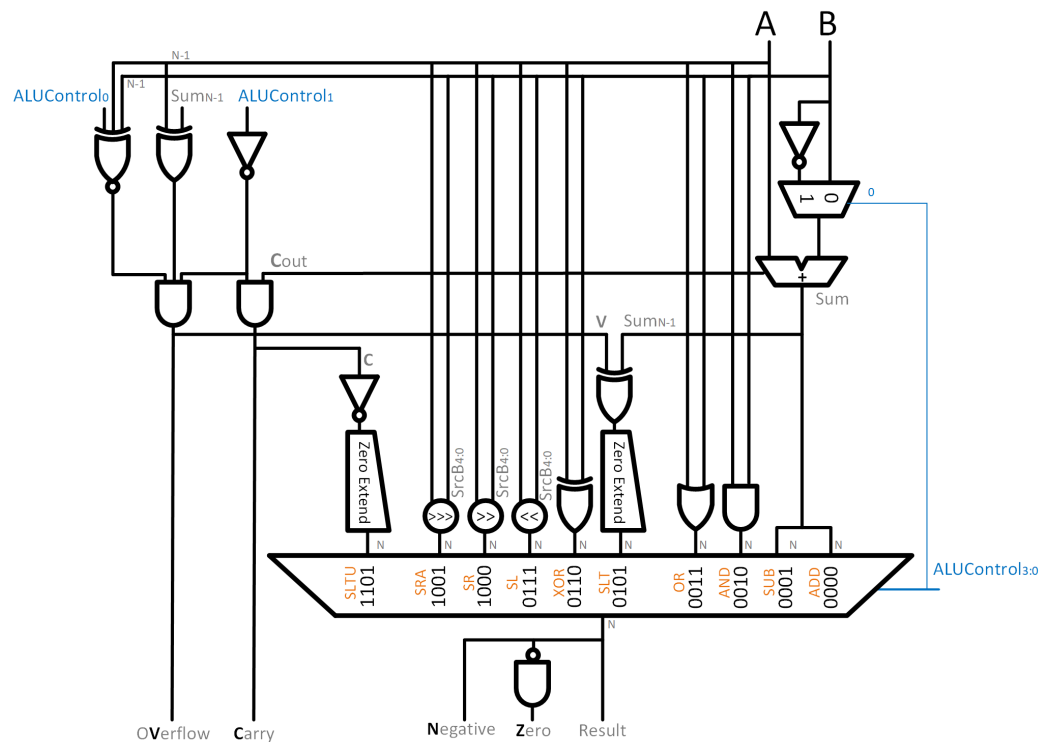 A B
N-1
N-1
ALUControl0 SumN-1 ALUControl1
0
1 0
Cout
+
Sum
V SumN-1
C
Zero Extend
Zero Extend
SrcB4:0
SrcB4:0
SrcB4:0
>>> >> <<
N N N N N N N N N N
SLTU 1101
SRA 1001
SR 1000
SL 0111
XOR 0110
SLT 0101
OR 0011
AND 0010
SUB 0001
ADD 0000
ALUControl3:0
N
OVerflow Carry Negative Zero Result